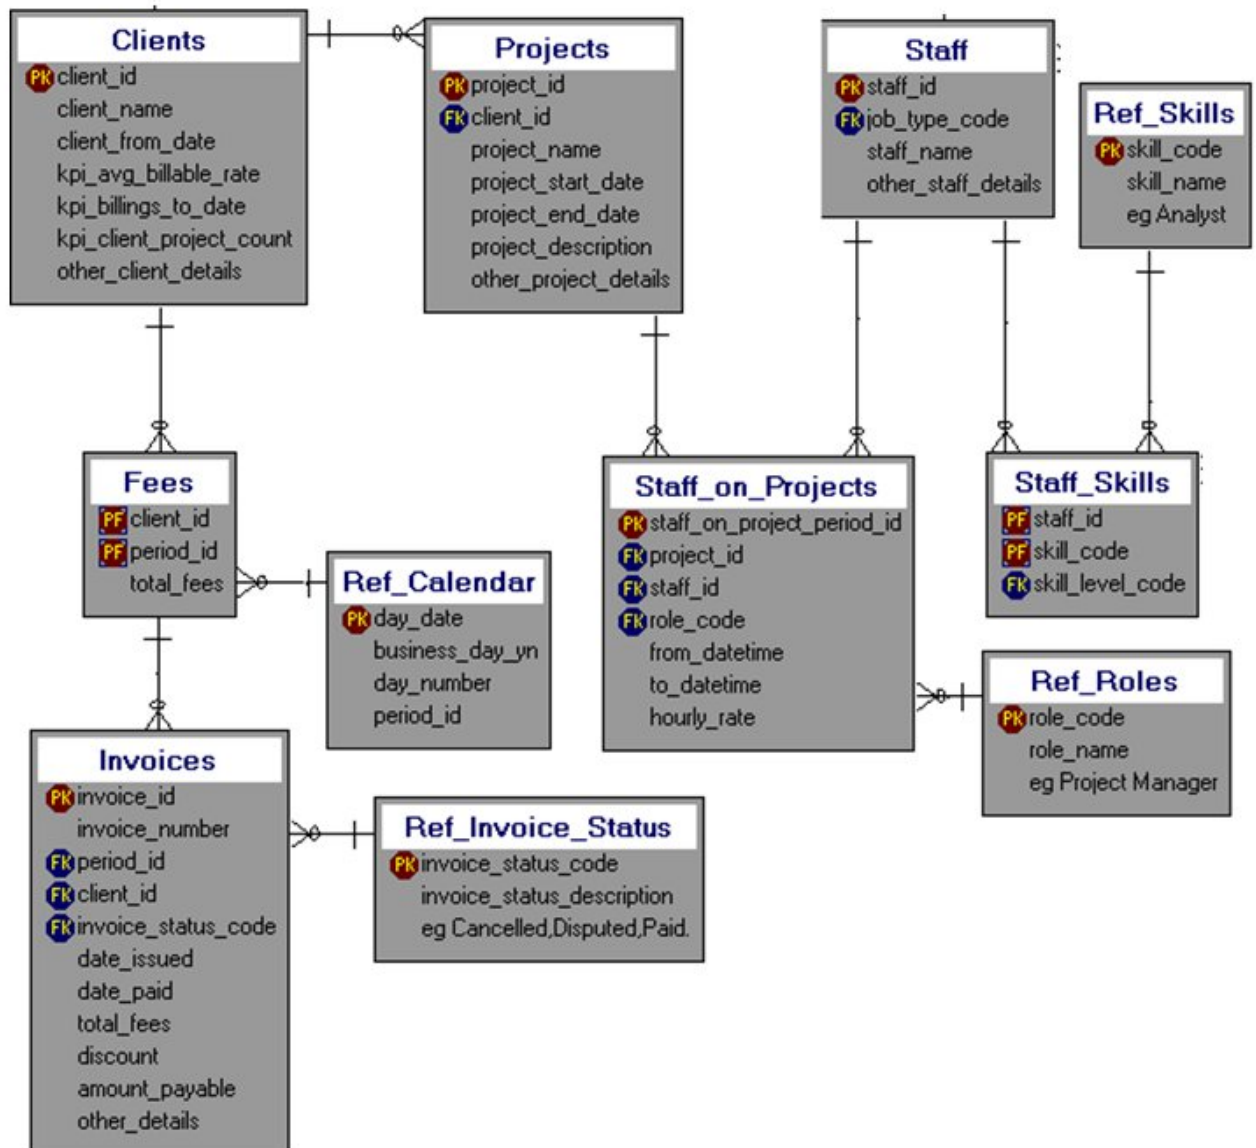 Clients
PK client_id
client_name
client_from_date
kpi_avg_billable_rate
kpi_billings_to_date
kpi_client_project_count
other_client_details
Projects
PK project_id
FK client_id
project_name
project_start_date
project_end_date
project_description
other_project_details
Staff
PK staff_id
FK job_type_code
staff_name
other_staff_details
Ref_Skills
PK skill_code
skill_name
eg Analyst
Fees
PF client_id
PF period_id
total_fees
Ref_Calendar
PK day_date
business_day_yn
day_number
period_id
Staff_on_Projects
PK staff_on_project_period_id
FK project_id
FK staff_id
FK role_code
from_datetime
to_datetime
hourly_rate
Staff_Skills
PF staff_id
PF skill_code
FK skill_level_code
Ref_Roles
PK role_code
role_name
eg Project Manager
Invoices
PK invoice_id
invoice_number
FK period_id
FK client_id
FK invoice_status_code
date_issued
date_paid
total_fees
discount
amount_payable
other_details
Ref_Invoice_Status
PK invoice_status_code
invoice_status_description
eg Cancelled,Disputed,Paid.